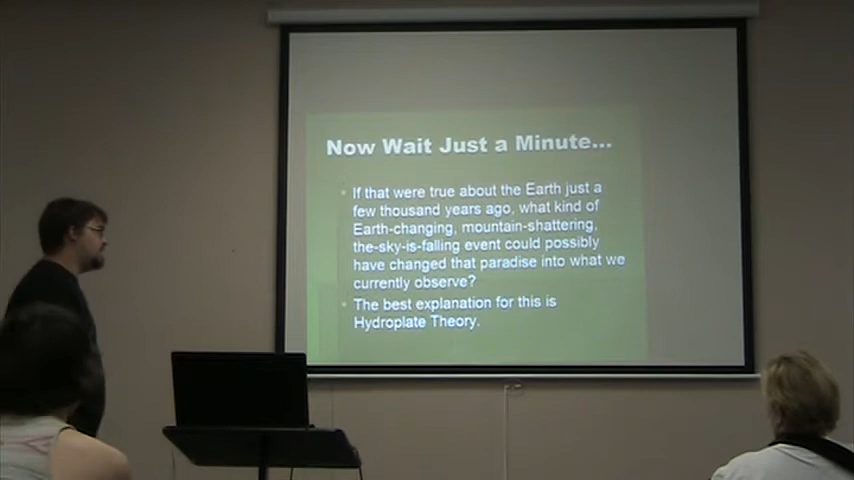 Now Wait Just a Minute...
If that were true about the Earth just a
few thousand years ago, what kind of
Earth-changing, mountain-shattering,
the-sky-is-falling event could possibly
have changed that paradise into what we
currently observe?
The best explanation for this is
Hydroplate Theory.